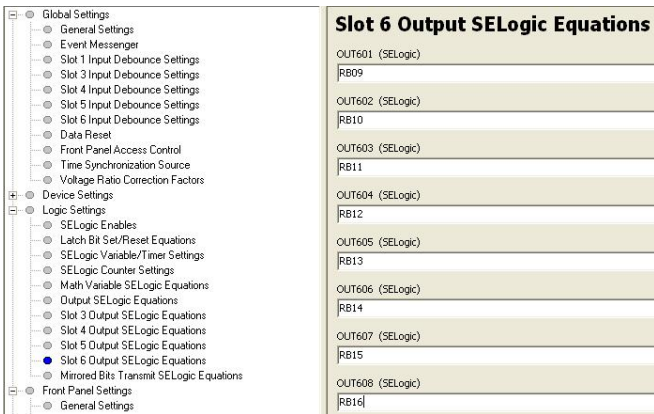 Global Settings
General Settings
Event Messenger
Slot 1 Input Debounce Settings
Slot 3 Input Debounce Settings
Slot 4 Input Debounce Settings
Slot 5 Input Debounce Settings
Slot 6 Input Debounce Settings
Data Reset
Front Panel Access Control
Time Synchronization Source
Voltage Ratio Correction Factors
Device Settings
Logic Settings
SELogic Enables
Latch Bit Set/Reset Equations
SELogic Variable/Timer Settings
SELogic Counter Settings
Math Variable SELogic Equations
Output SELogic Equations
Slot 3 Output SELogic Equations
Slot 4 Output SELogic Equations
Slot 5 Output SELogic Equations
Slot 6 Output SELogic Equations
Mirrored Bits Transmit SELogic Equations
Front Panel Settings
General Settings
Slot 6 Output SELogic Equations
OUT601 (SELogic)
RB09
OUT602 (SELogic)
RB10
OUT603 (SELogic)
RB11
OUT604 (SELogic)
RB12
OUT605 (SELogic)
RB13
OUT606 (SELogic)
RB14
OUT607 (SELogic)
RB15
OUT608 (SELogic)
RB16